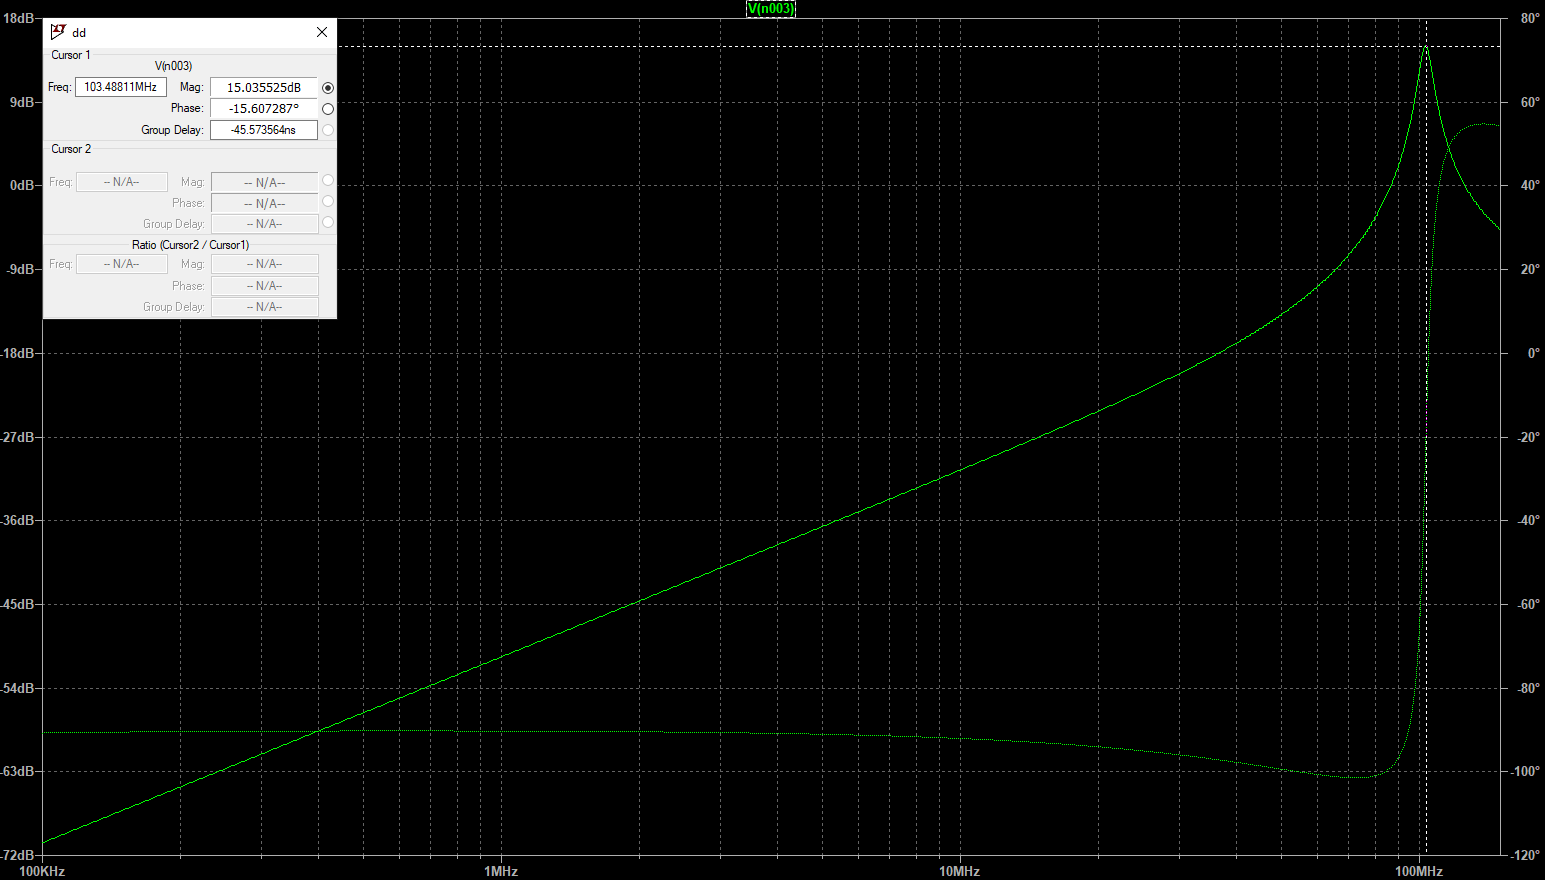 V(n003)
18dB
9dB
0dB
-9dB
-18dB
-27dB
-36dB
-45dB
-54dB
-63dB
-72dB
dd
Cursor 1
V(n003)
Freq: 103.48811MHz Mag: 15.035525dB
Phase: -15.607287°
Group Delay: -45.573564ns
Cursor 2
Freq: -- N/A-- Mag: -- N/A--
Phase: -- N/A--
Group Delay: -- N/A--
Ratio (Cursor2 / Cursor1)
Freq: -- N/A-- Mag: -- N/A--
Phase: -- N/A--
Group Delay: -- N/A--
80°
60°
40°
20°
0°
-20°
-40°
-60°
-80°
-100°
-120°
100KHz 1MHz 10MHz 100MHz